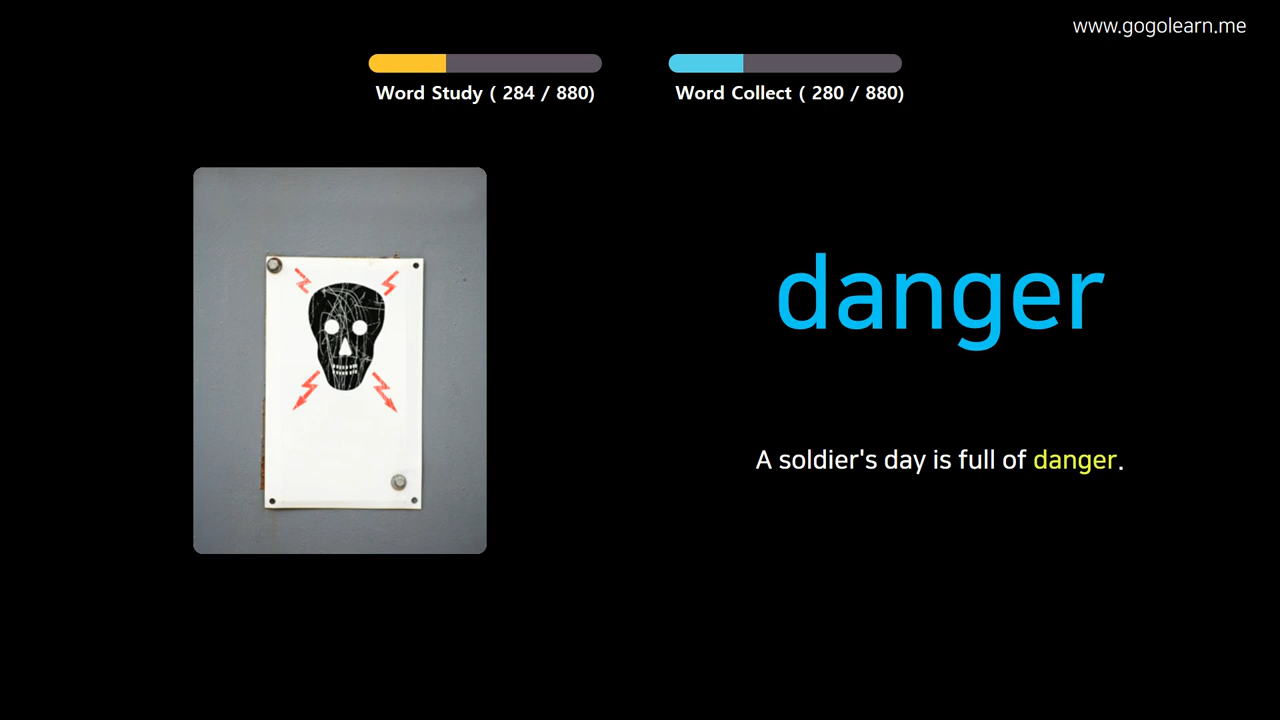 www.gogolearn.me
Word Study ( 284 / 880)
Word Collect ( 280 / 880)
danger
A soldier's day is full of danger.